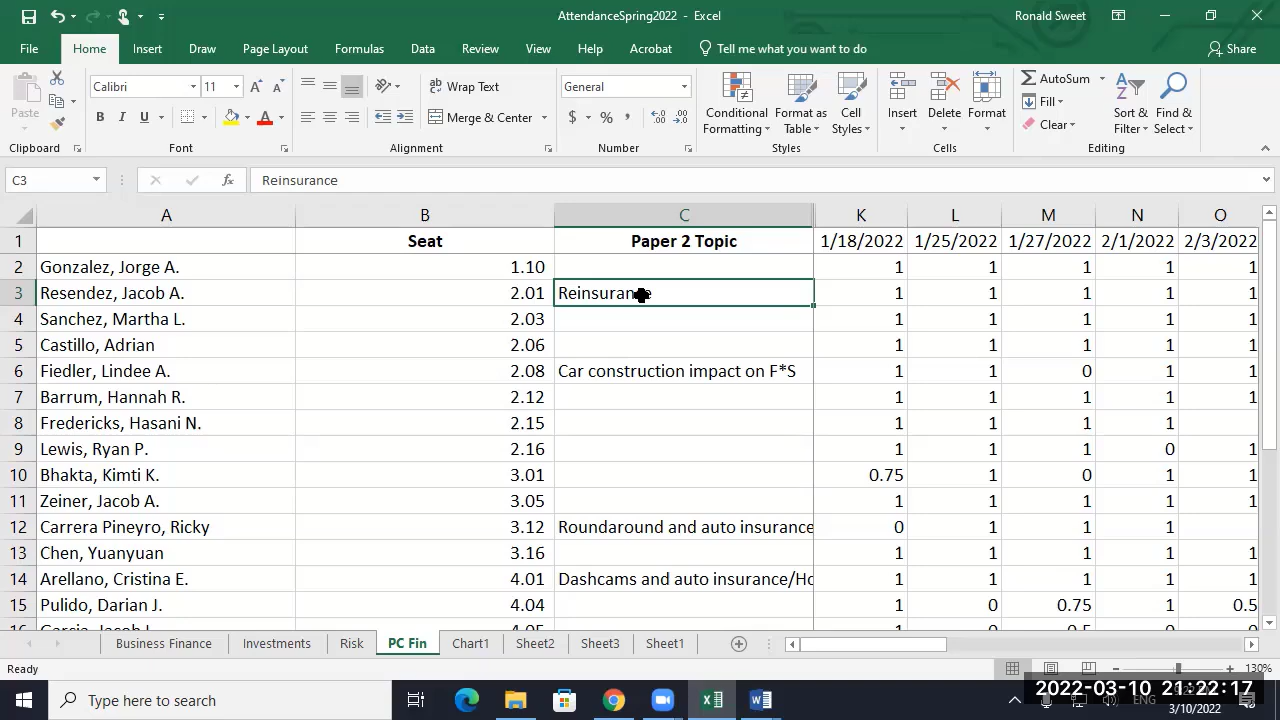 AttendanceSpring2022 - Excel
Ronald Sweet
File Home Insert Draw Page Layout Formulas Data Review View Help Acrobat Tell me what you want to do Share
Paste
Calibri 11
B I U A
Wrap Text
Merge & Center
General
$ %
Conditional Formatting
Format as Table
Cell Styles
Insert
Delete
Format
AutoSum
Fill
Clear
Sort & Filter
Find & Select
Clipboard Font Alignment Number Styles Cells Editing
C3 fx Reinsurance
A B C K L M N O
1 Seat Paper 2 Topic 1/18/2022 1/25/2022 1/27/2022 2/1/2022 2/3/2022
2 Gonzalez, Jorge A. 1.10 1 1 1 1 1
3 Resendez, Jacob A. 2.01 Reinsurance 1 1 1 1 1
4 Sanchez, Martha L. 2.03 1 1 1 1 1
5 Castillo, Adrian 2.06 1 1 1 1 1
6 Fiedler, Lindee A. 2.08 Car construction impact on F*S 1 1 0 1 1
7 Barrum, Hannah R. 2.12 1 1 1 1 1
8 Fredericks, Hasani N. 2.15 1 1 1 1
9 Lewis, Ryan P. 2.16 1 1 1 0 1
10 Bhakta, Kimti K. 3.01 0.75 1 0 1 1
11 Zeiner, Jacob A. 3.05 1 1 1 1 1
12 Carrera Pineyro, Ricky 3.12 Roundaround and auto insurance 0 1 1 1
13 Chen, Yuanyuan 3.16 1 1 1 1 1
14 Arellano, Cristina E. 4.01 Dashcams and auto insurance/Ho 1 1 1 1 1
15 Pulido, Darian J. 4.04 1 0 0.75 1 0.5
Business Finance Investments Risk PC Fin Chart1 Sheet2 Sheet3 Sheet1
Ready
130%
Type here to search
2022-03-10 21:22:17
ENG
3/10/2022